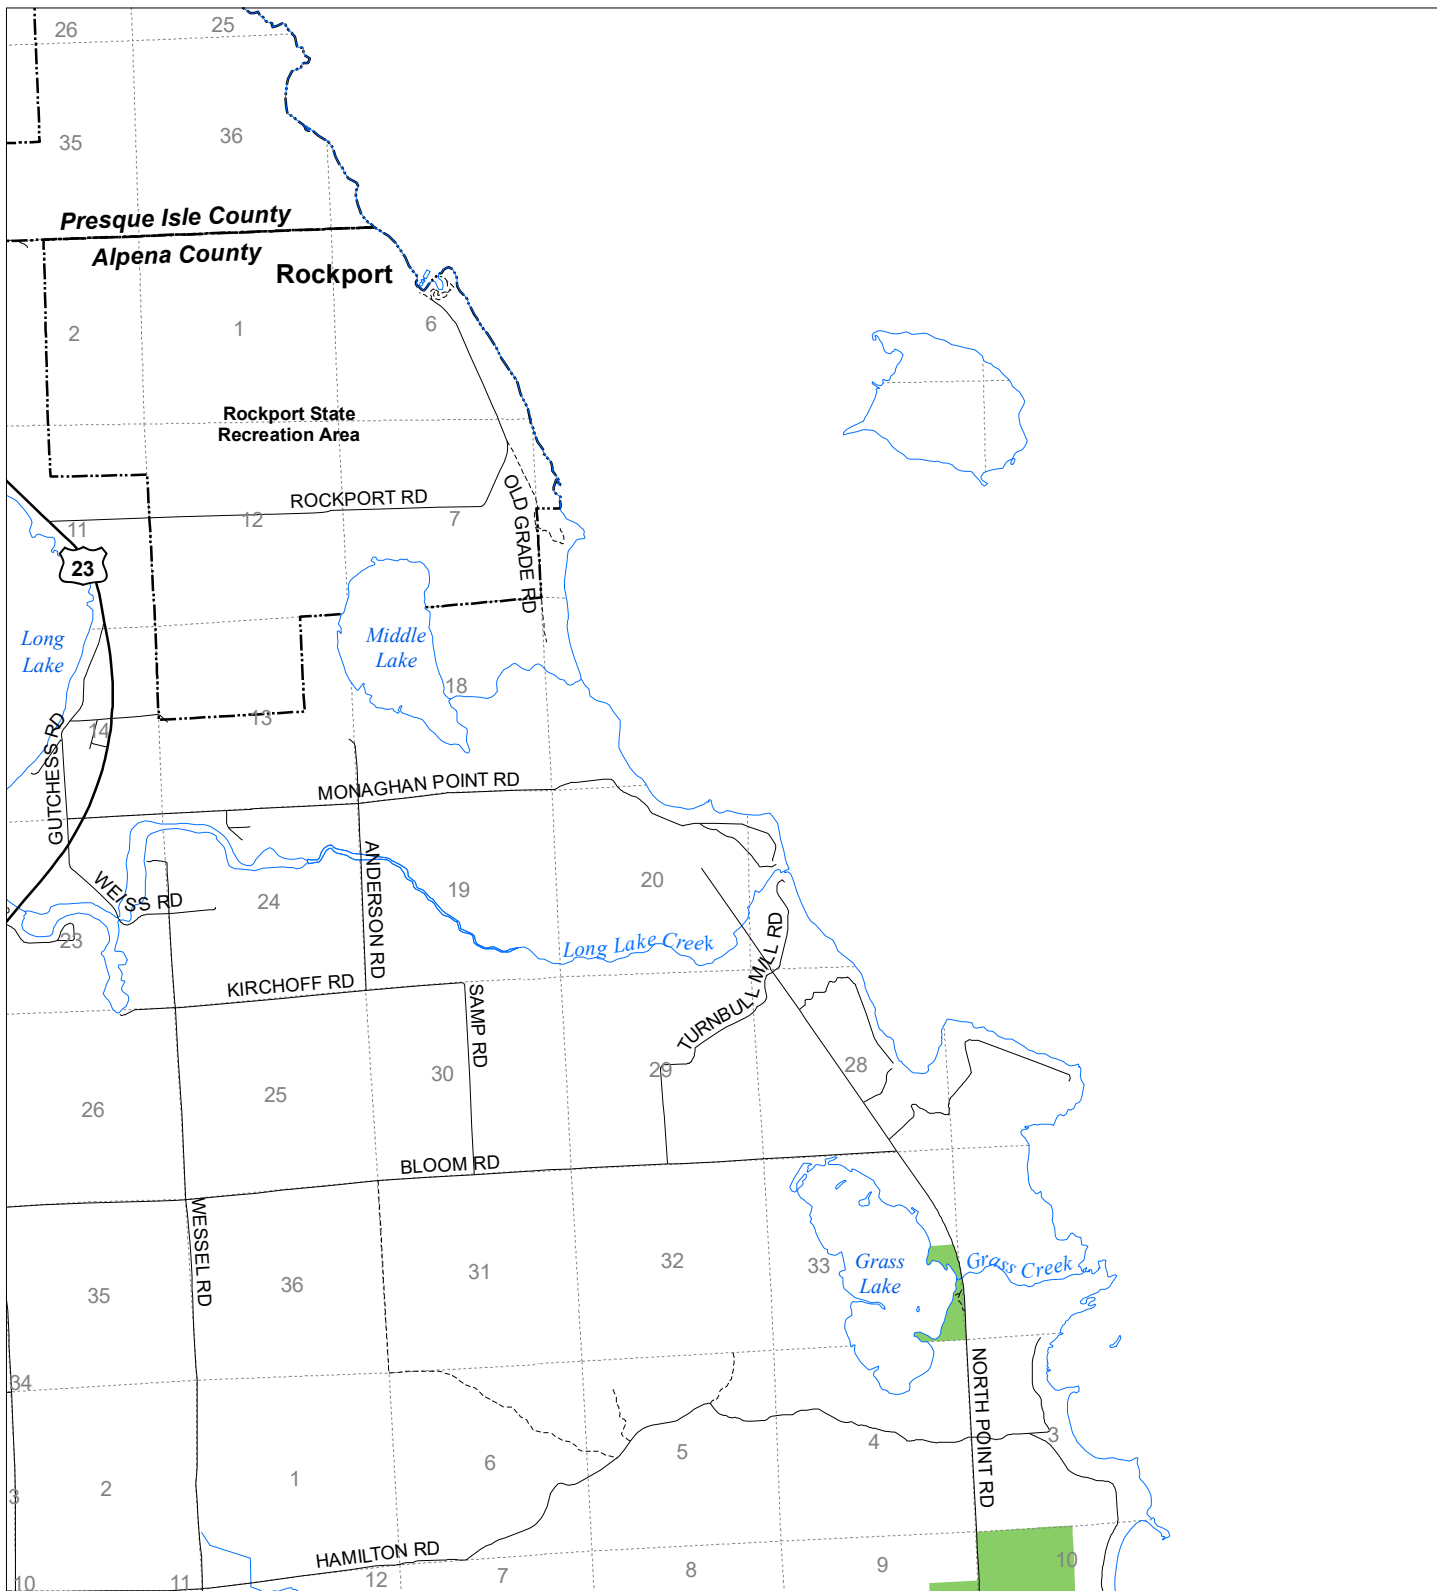 26
25
35
36
Presque Isle County
Alpena County
Rockport
2
1
6
Rockport State
Recreation Area
ROCKPORT RD
OLD GRADE RD
11
12
7
23
Long
Lake
Middle
Lake
18
13
14
GUTCHESS RD
MONAGHAN POINT RD
ANDERSON RD
WEISS RD
24
19
20
23
Long Lake Creek
TURNBULL MILL RD
KIRCHOFF RD
SAMP RD
30
29
28
25
26
BLOOM RD
WESSEL RD
35
36
31
32
33
Grass
Lake
Grass Creek
34
NORTH POINT RD
3
4
5
6
1
2
3
HAMILTON RD
10
11
12
7
8
9
10